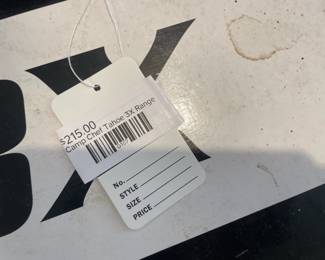 $215.00
Camp Chef Tahoe 3X Range
No.
STYLE
SIZE
PRICE